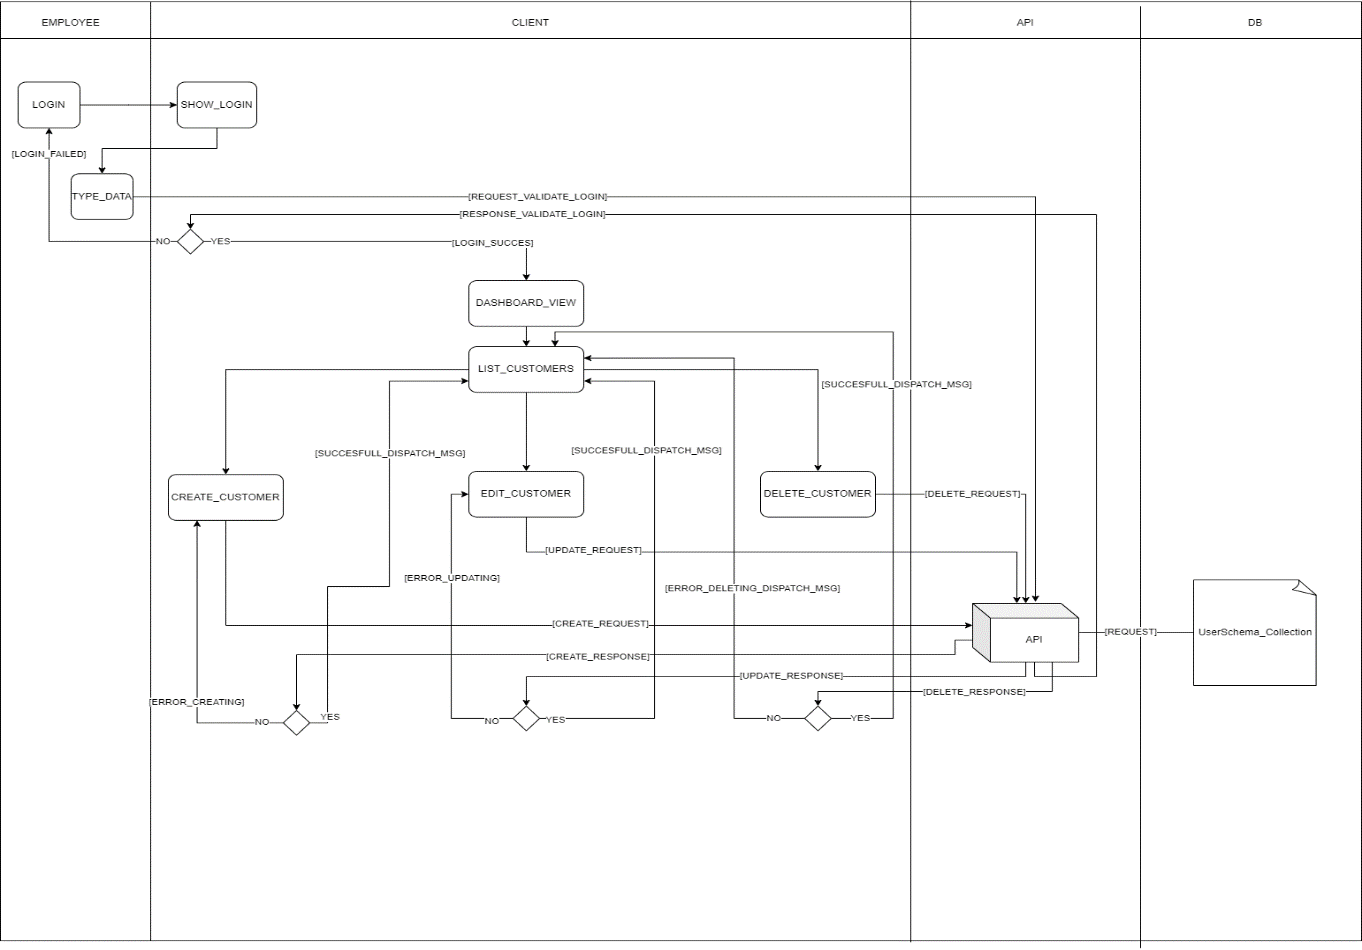 EMPLOYEE
CLIENT
API
DB
LOGIN
SHOW_LOGIN
[LOGIN_FAILED]
TYPE_DATA
[REQUEST_VALIDATE_LOGIN]
[RESPONSE_VALIDATE_LOGIN]
NO
YES
[LOGIN_SUCCES]
DASHBOARD_VIEW
LIST_CUSTOMERS
[SUCCESFULL_DISPATCH_MSG]
[SUCCESFULL_DISPATCH_MSG]
[SUCCESFULL_DISPATCH_MSG]
CREATE_CUSTOMER
EDIT_CUSTOMER
DELETE_CUSTOMER
[DELETE_REQUEST]
[UPDATE_REQUEST]
[ERROR_UPDATING]
[ERROR_DELETING_DISPATCH_MSG]
[CREATE_REQUEST]
API
[REQUEST]
UserSchema_Collection
[CREATE_RESPONSE]
[UPDATE_RESPONSE]
[DELETE_RESPONSE]
[ERROR_CREATING]
NO
YES
NO
YES
NO
YES